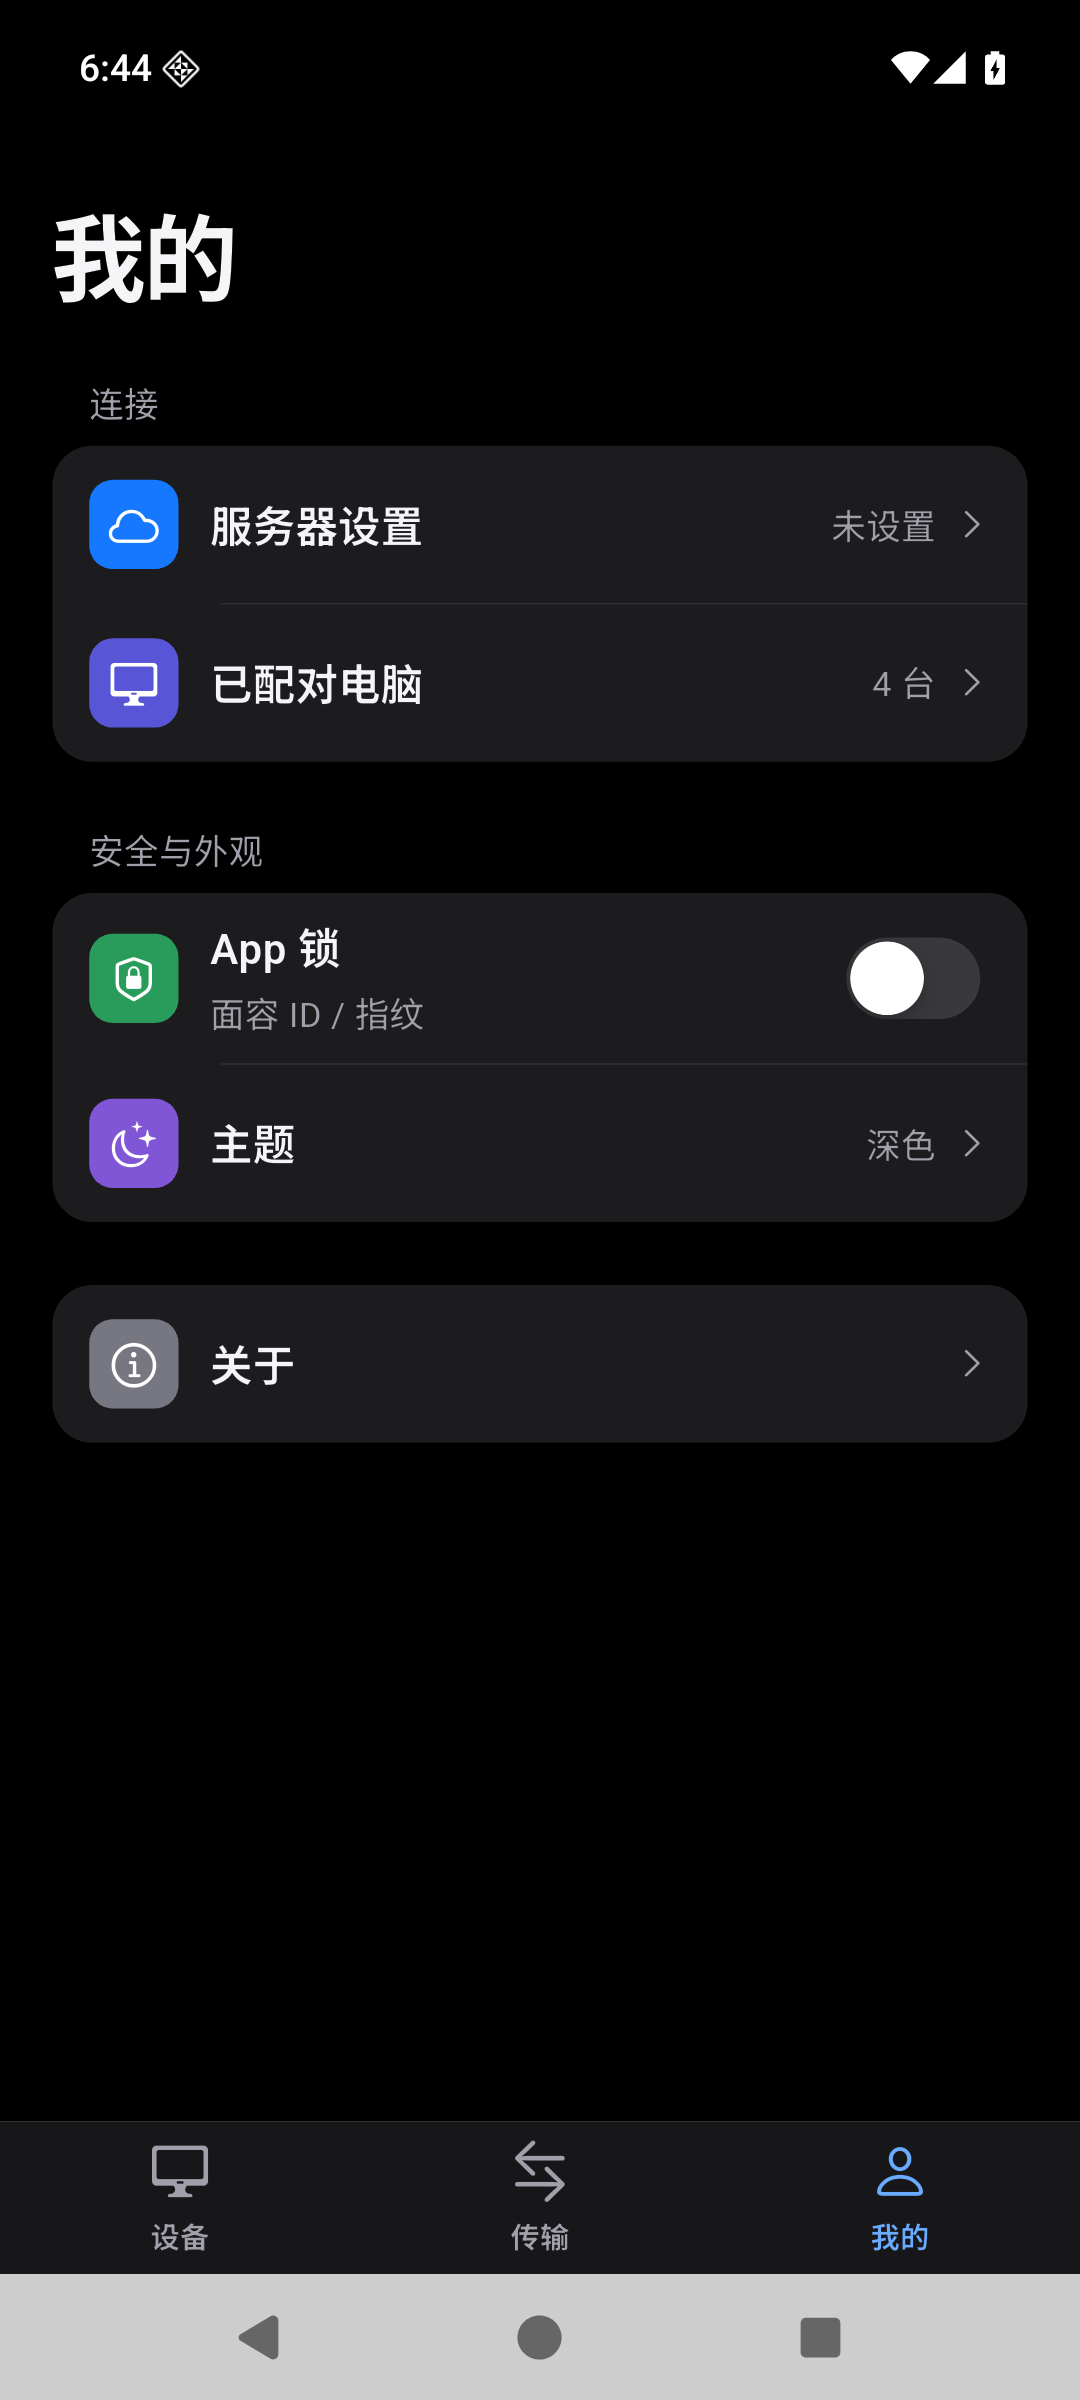 6:44
我的
连接
服务器设置
未设置
已配对电脑
4 台
安全与外观
App 锁
面容 ID / 指纹
主题
深色
关于
设备
传输
我的